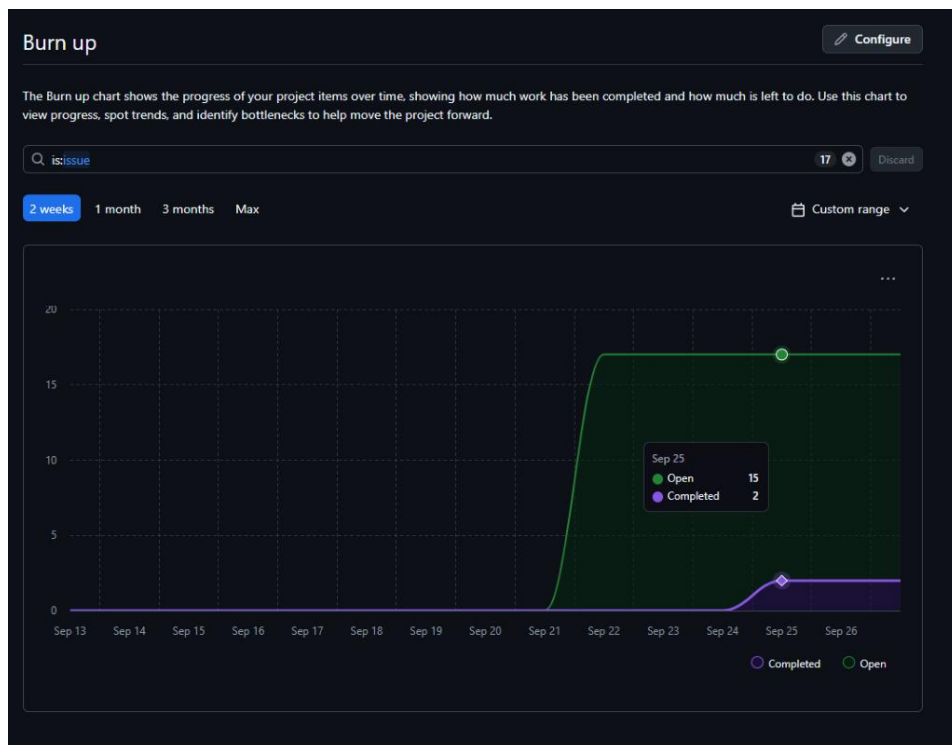 Burn up
Configure
The Burn up chart shows the progress of your project items over time, showing how much work has been completed and how much is left to do. Use this chart to
view progress, spot trends, and identify bottlenecks to help move the project forward.
is:issue
17
Discard
2 weeks 1 month 3 months Max
Custom range
20
15
10
5
0
Sep 25
Open 15
Completed 2
Sep 13 Sep 14 Sep 15 Sep 16 Sep 17 Sep 18 Sep 19 Sep 20 Sep 21 Sep 22 Sep 23 Sep 24 Sep 25 Sep 26
Completed Open